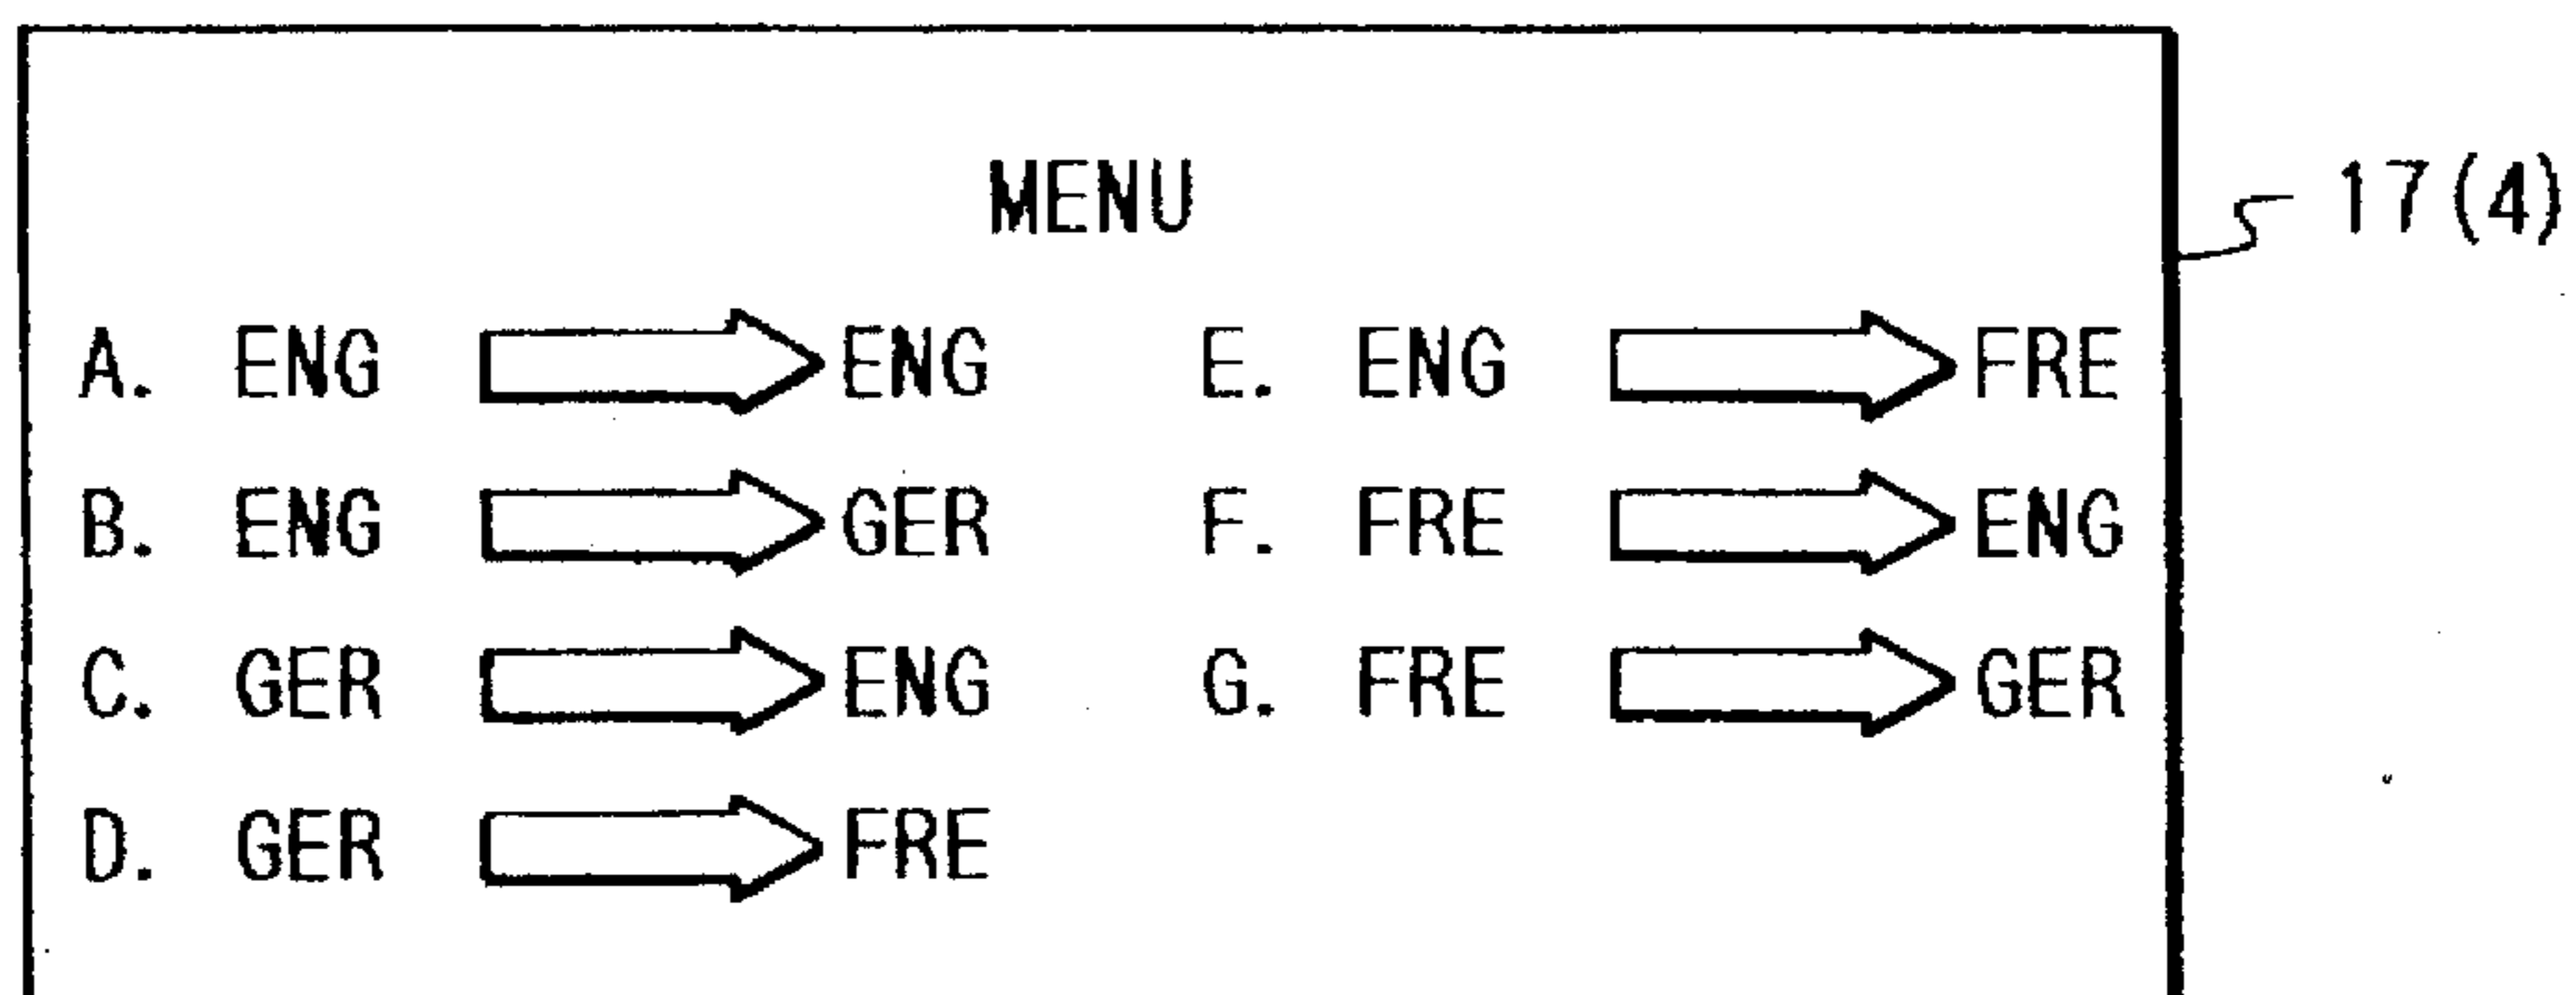 MENU
17(4)
A. ENG ENG
B. ENG GER
C. GER ENG
D. GER FRE
E. ENG FRE
F. FRE ENG
G. FRE GER